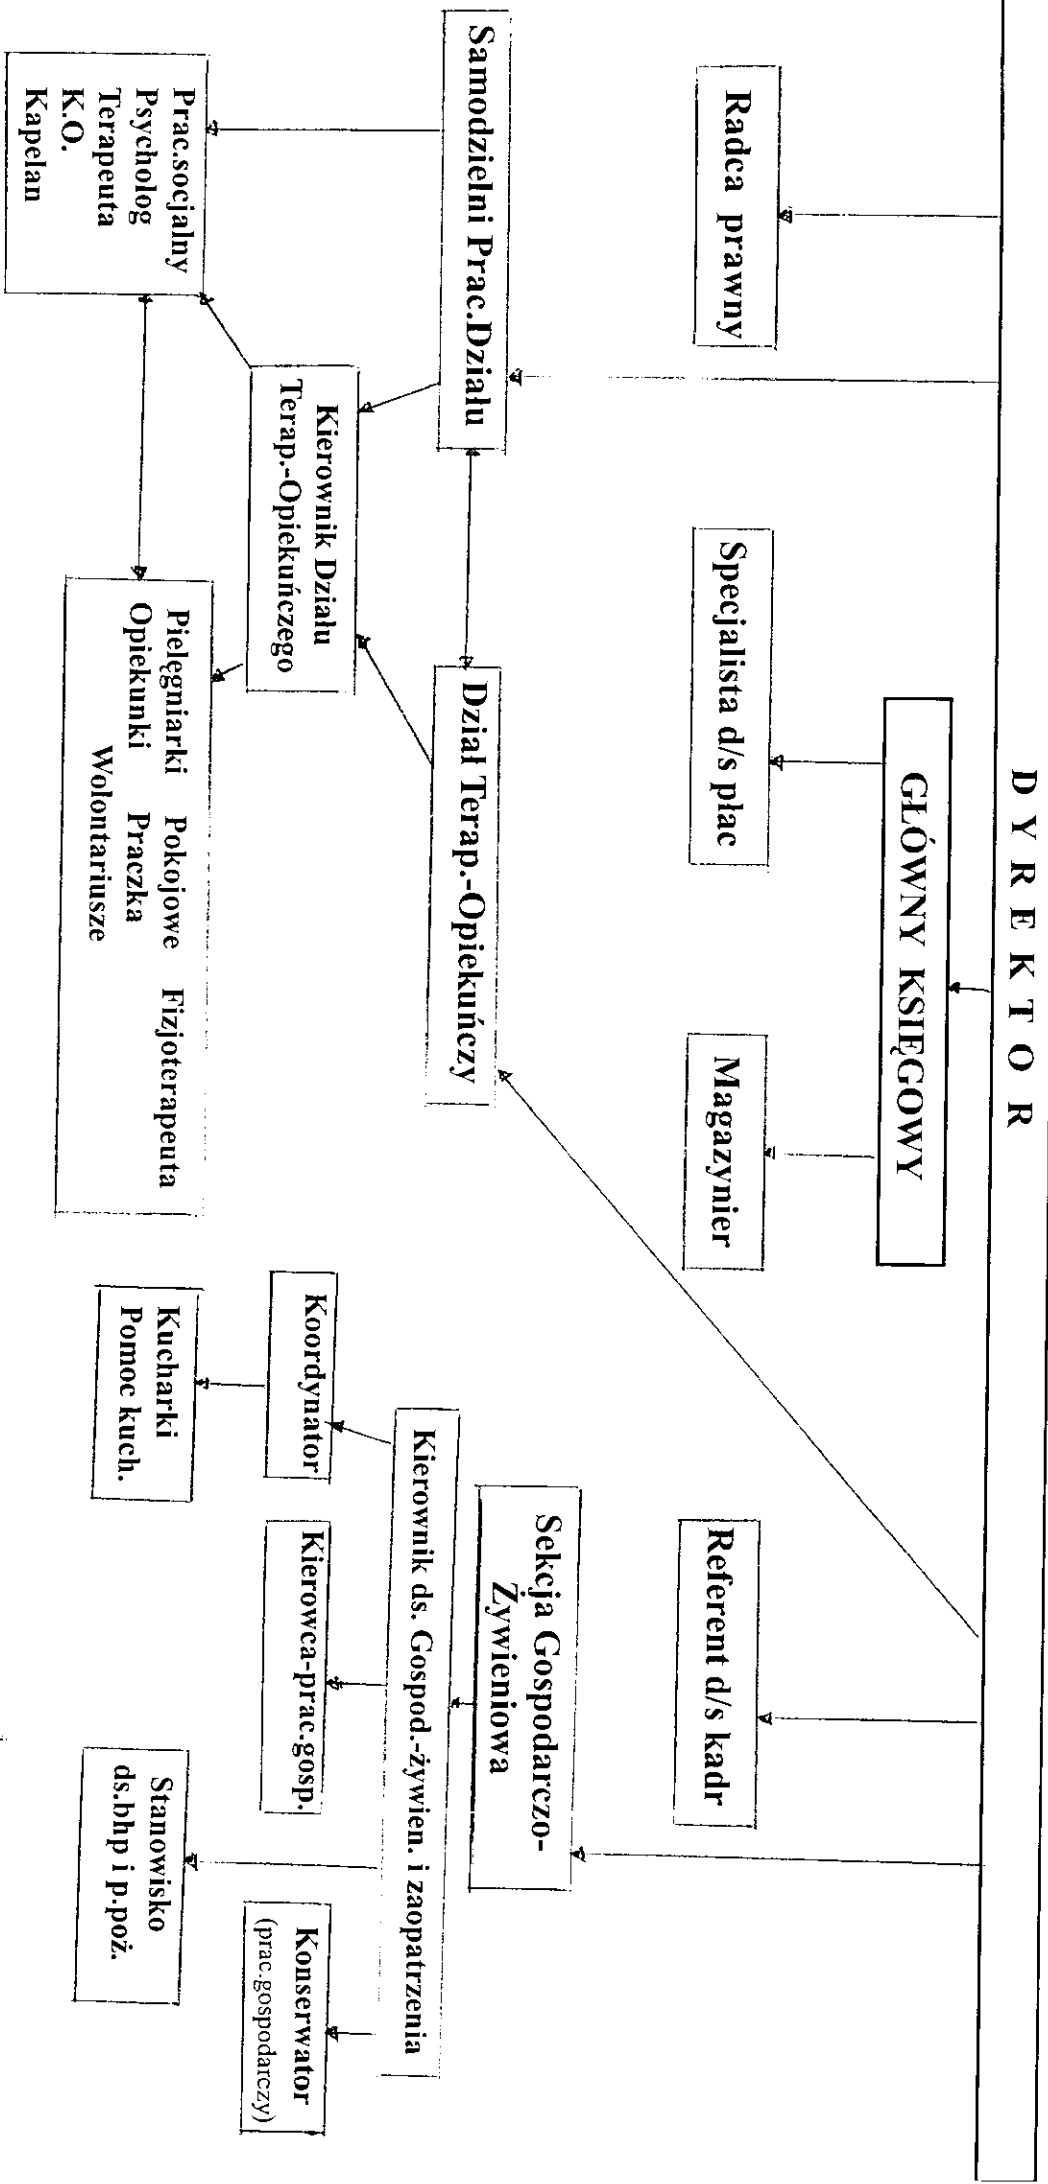 D Y R E K T O R
GŁÓWNY KSIĘGOWY
Radca prawny
Specjalista d/s płac
Magazynier
Referent d/s kadr
Samodzielni Prac.Działu
Dział Terap.-Opiekuńczy
Sekcja Gospodarczo-
Żywieniowa
Kierownik Działu
Terap.-Opiekuńczego
Kierownik ds. Gospod.-żywien. i zaopatrzenia
Koordynator
Kierowca-prac.gosp.
Konserwator
(prac.gospodarczy)
Prac.socjalny
Psycholog
Terapeuta
K.O.
Kapelan
Pielęgniarki Pokojowe Fizjoterapeuta
Opiekunki Praczka
Wolontariusze
Kucharki
Pomoc kuch.
Stanowisko
ds.bhp i p.poż.